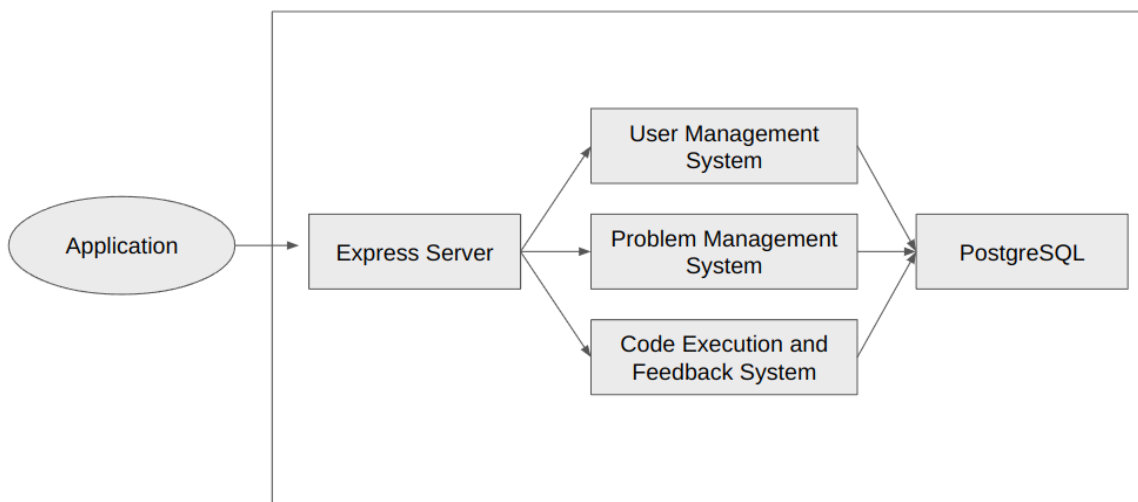 Application
Express Server
User Management
System
Problem Management
System
Code Execution and
Feedback System
PostgreSQL